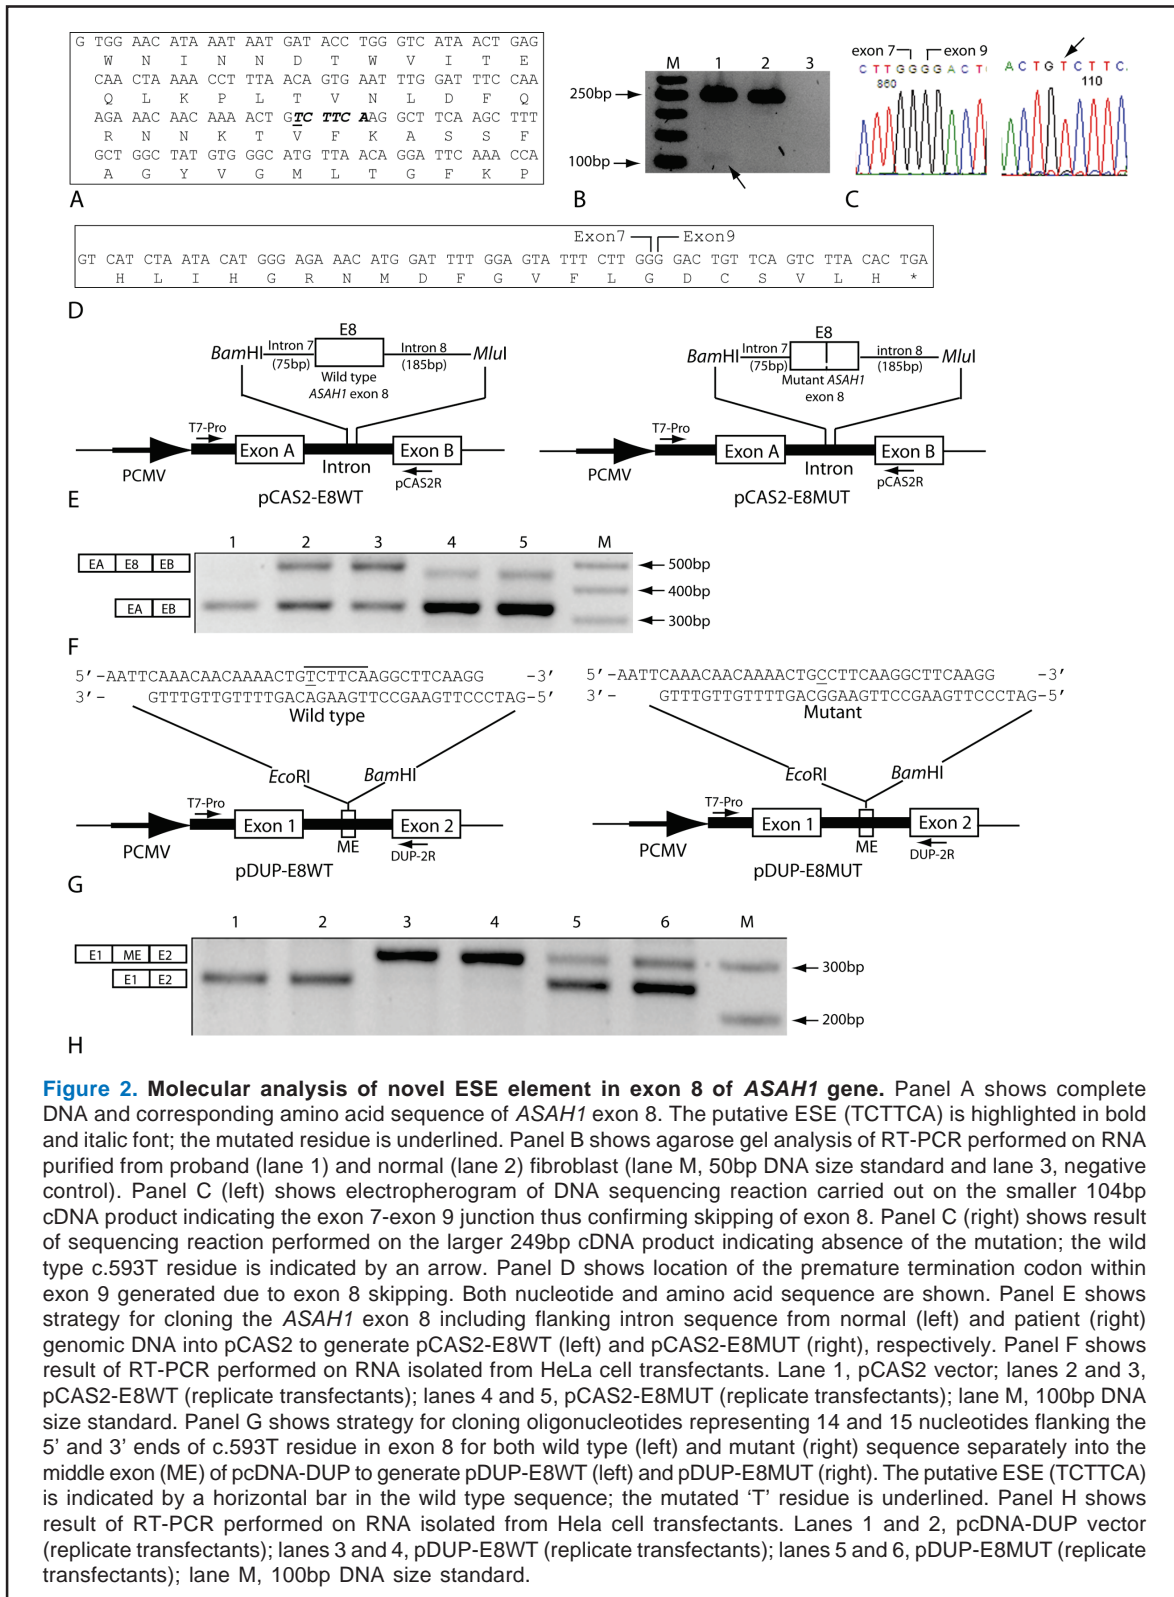 G TGG AAC ATA AAT AAT GAT ACC TGG GTC ATA ACT GAG
W N I N N D T W V I T E
CAA CTA AAA CCT TTA ACA GTG AAT TTG GAT TTC CAA
Q L K P L T V N L D F Q
AGA AAC AAC AAA ACT GTC TTC AAG GCT TCA AGC TTT
R N N K T V F K A S S F
GCT GGC TAT GTG GGC ATG TTA ACA GGA TTC AAA CCA
A G Y V G M L T G F K P
A
M 1 2 3
250bp
100bp
B
exon 7 exon 9
C T T G G G G A C T
860
A C T G T C T T C
110
C
Exon7 Exon9
GT CAT CTA ATA CAT GGG AGA AAC ATG GAT TTT GGA GTA TTT CTT GGG GAC TGT TCA GTC TTA CAC TGA
H L I H G R N M D F G V F L G D C S V L H *
D
E8
BamHI Intron 7 (75bp) Intron 8 (185bp) MluI
Wild type
ASAH1 exon 8
T7-Pro
Exon A Exon B
PCMV Intron pCAS2R
pCAS2-E8WT
E8
BamHI Intron 7 (75bp) intron 8 (185bp) MluI
Mutant ASAH1
exon 8
T7-Pro
Exon A Exon B
PCMV Intron pCAS2R
pCAS2-E8MUT
E
1 2 3 4 5 M
EA E8 EB
EA EB
500bp
400bp
300bp
F
5’-AATTCAAACAACAAAACTGTCTTCAAGGCTTCAAGG -3’
3’- GTTTGTTGTTTTGACAGAAGTTCCGAAGTTCCCTAG-5’
Wild type
EcoRI BamHI
T7-Pro
Exon 1 Exon 2
PCMV ME DUP-2R
pDUP-E8WT
5’-AATTCAAACAACAAAACTGCCTTCAAGGCTTCAAGG -3’
3’- GTTTGTTGTTTTGACGGAAGTTCCGAAGTTCCCTAG-5’
Mutant
EcoRI BamHI
T7-Pro
Exon 1 Exon 2
PCMV ME DUP-2R
pDUP-E8MUT
G
1 2 3 4 5 6 M
E1 ME E2
E1 E2
300bp
200bp
H
Figure 2. Molecular analysis of novel ESE element in exon 8 of ASAH1 gene. Panel A shows complete
DNA and corresponding amino acid sequence of ASAH1 exon 8. The putative ESE (TCTTCA) is highlighted in bold
and italic font; the mutated residue is underlined. Panel B shows agarose gel analysis of RT-PCR performed on RNA
purified from proband (lane 1) and normal (lane 2) fibroblast (lane M, 50bp DNA size standard and lane 3, negative
control). Panel C (left) shows electropherogram of DNA sequencing reaction carried out on the smaller 104bp
cDNA product indicating the exon 7-exon 9 junction thus confirming skipping of exon 8. Panel C (right) shows result
of sequencing reaction performed on the larger 249bp cDNA product indicating absence of the mutation; the wild
type c.593T residue is indicated by an arrow. Panel D shows location of the premature termination codon within
exon 9 generated due to exon 8 skipping. Both nucleotide and amino acid sequence are shown. Panel E shows
strategy for cloning the ASAH1 exon 8 including flanking intron sequence from normal (left) and patient (right)
genomic DNA into pCAS2 to generate pCAS2-E8WT (left) and pCAS2-E8MUT (right), respectively. Panel F shows
result of RT-PCR performed on RNA isolated from HeLa cell transfectants. Lane 1, pCAS2 vector; lanes 2 and 3,
pCAS2-E8WT (replicate transfectants); lanes 4 and 5, pCAS2-E8MUT (replicate transfectants); lane M, 100bp DNA
size standard. Panel G shows strategy for cloning oligonucleotides representing 14 and 15 nucleotides flanking the
5’ and 3’ ends of c.593T residue in exon 8 for both wild type (left) and mutant (right) sequence separately into the
middle exon (ME) of pcDNA-DUP to generate pDUP-E8WT (left) and pDUP-E8MUT (right). The putative ESE (TCTTCA)
is indicated by a horizontal bar in the wild type sequence; the mutated ‘T’ residue is underlined. Panel H shows
result of RT-PCR performed on RNA isolated from Hela cell transfectants. Lanes 1 and 2, pcDNA-DUP vector
(replicate transfectants); lanes 3 and 4, pDUP-E8WT (replicate transfectants); lanes 5 and 6, pDUP-E8MUT (replicate
transfectants); lane M, 100bp DNA size standard.